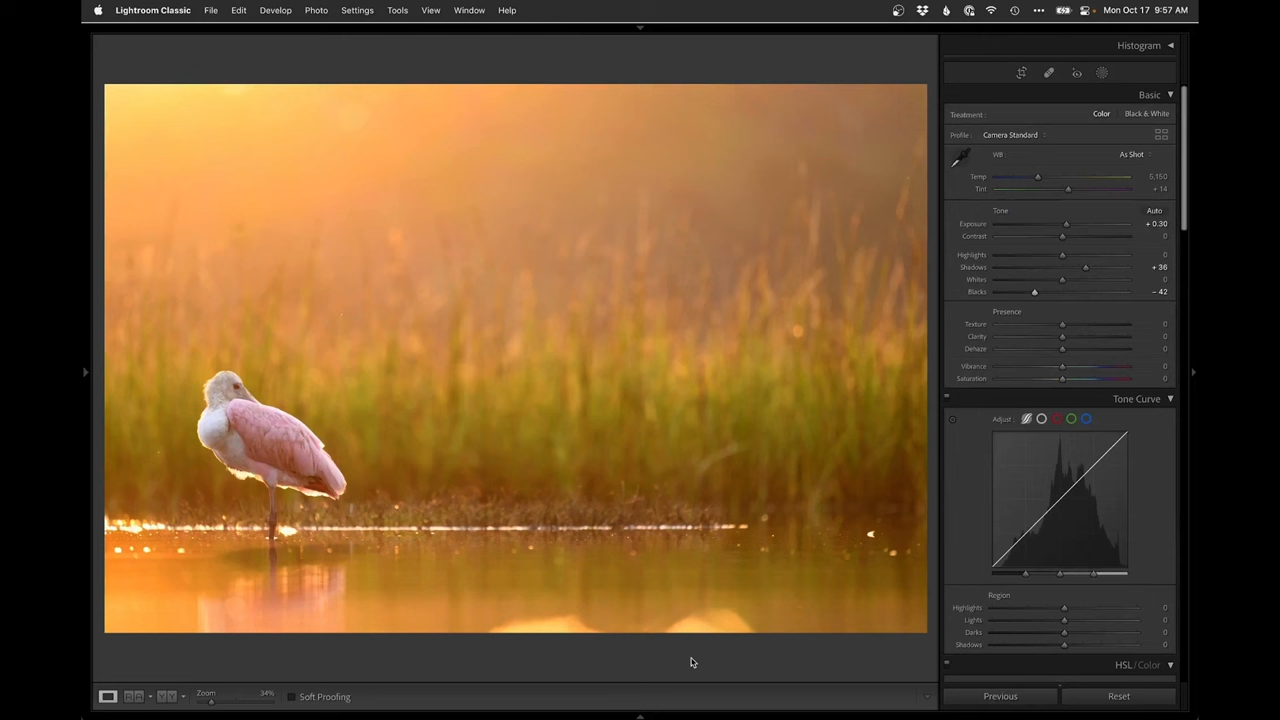 Lightroom Classic File Edit Develop Photo Settings Tools View Window Help Mon Oct 17 9:57 AM
Histogram
Basic
Treatment: Color Black & White
Profile: Camera Standard
WB: As Shot
Temp 5,150
Tint + 14
Tone Auto
Exposure + 0.30
Contrast 0
Highlights 0
Shadows + 36
Whites 0
Blacks − 42
Presence
Texture 0
Clarity 0
Dehaze 0
Vibrance 0
Saturation 0
Tone Curve
Adjust:
Region
Highlights 0
Lights 0
Darks 0
Shadows 0
HSL / Color
Zoom 34% Soft Proofing
Previous Reset